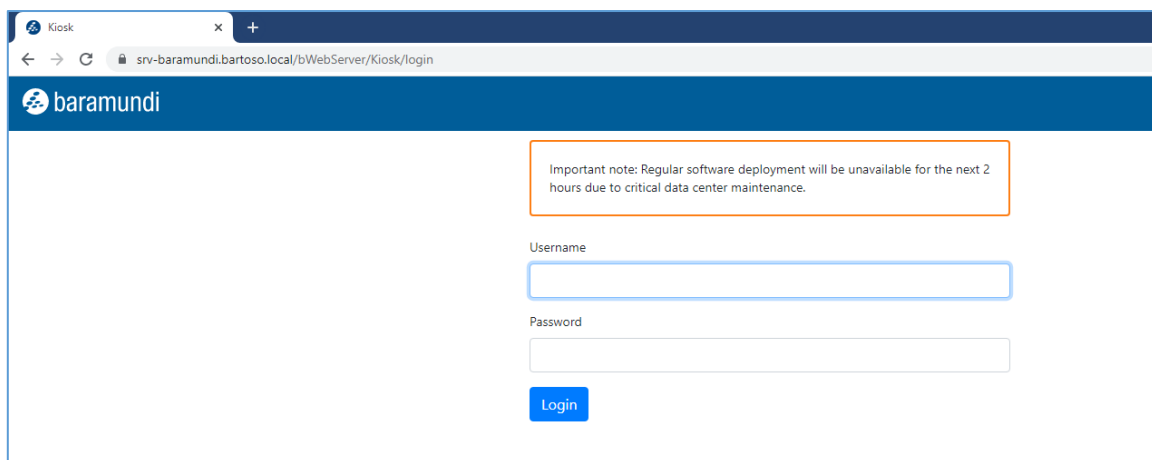 Kiosk
srv-baramundi.bartoso.local/bWebServer/Kiosk/login
baramundi
Important note: Regular software deployment will be unavailable for the next 2
hours due to critical data center maintenance.
Username
Password
Login